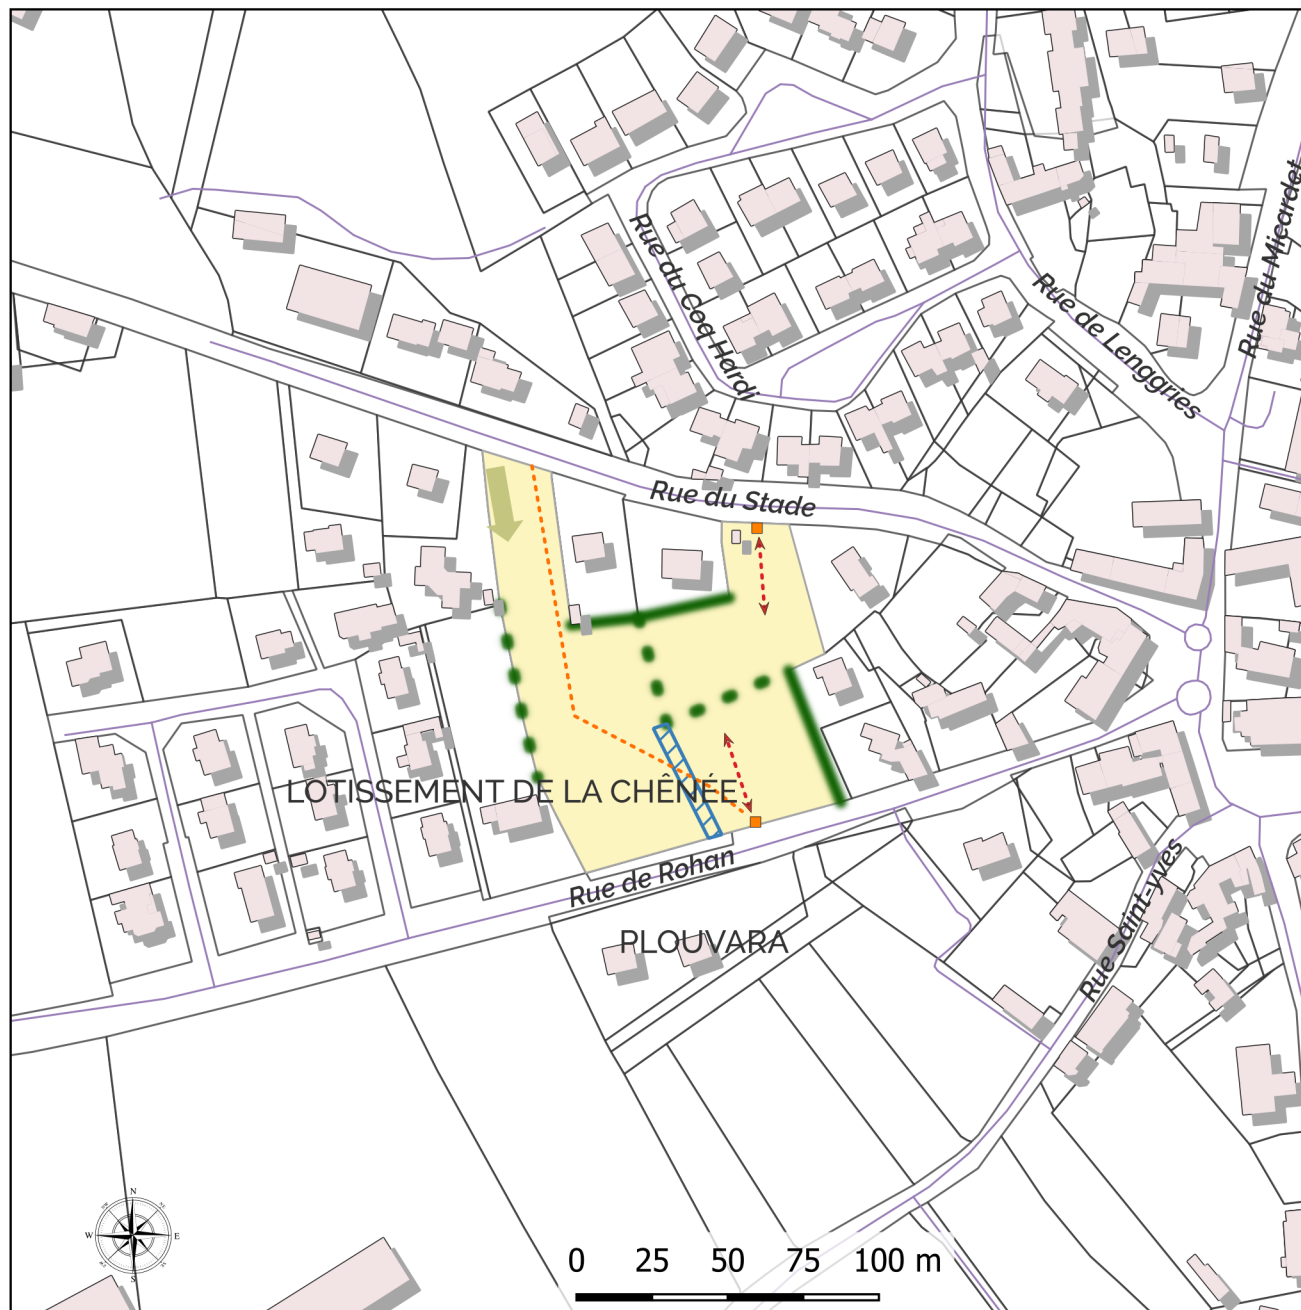 Rue du Micardet
Rue du Coq Hardi
Rue de Lenggries
Rue du Stade
LOTISSEMENT DE LA CHÊNÉE
Rue de Rohan
Rue Saint-yves
PLOUVARA
N
W
E
S
0 25 50 75 100 m